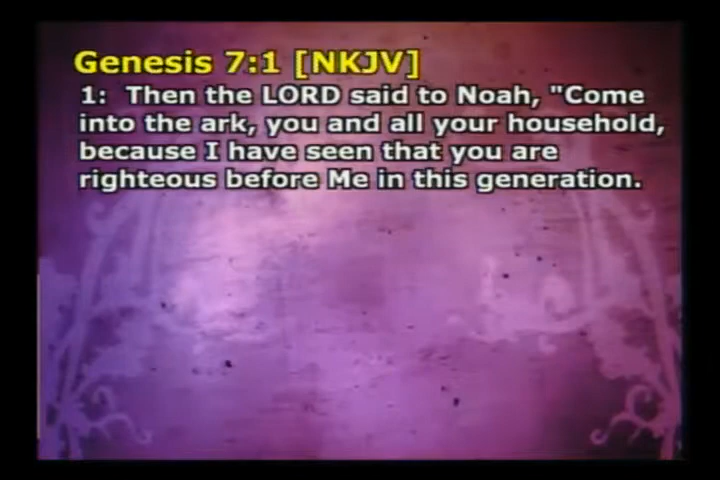 Genesis 7:1 [NKJV]
1: Then the LORD said to Noah, "Come
into the ark, you and all your household,
because I have seen that you are
righteous before Me in this generation.